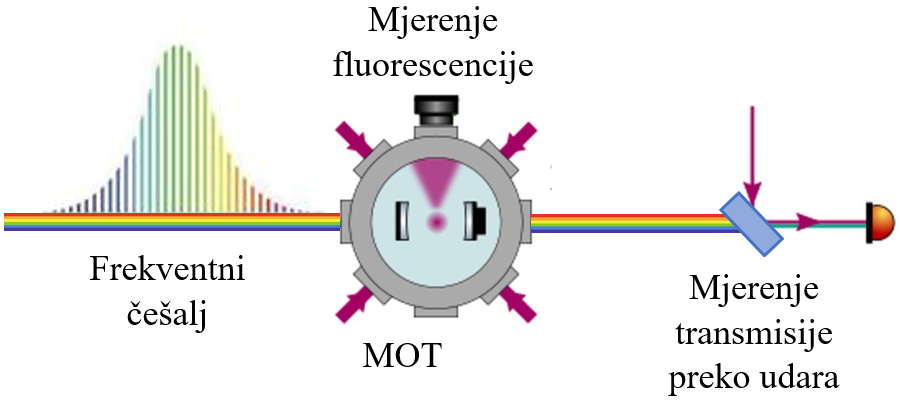 Mjerenje
fluorescencije
Frekventni
češalj
MOT
Mjerenje
transmisije
preko udara